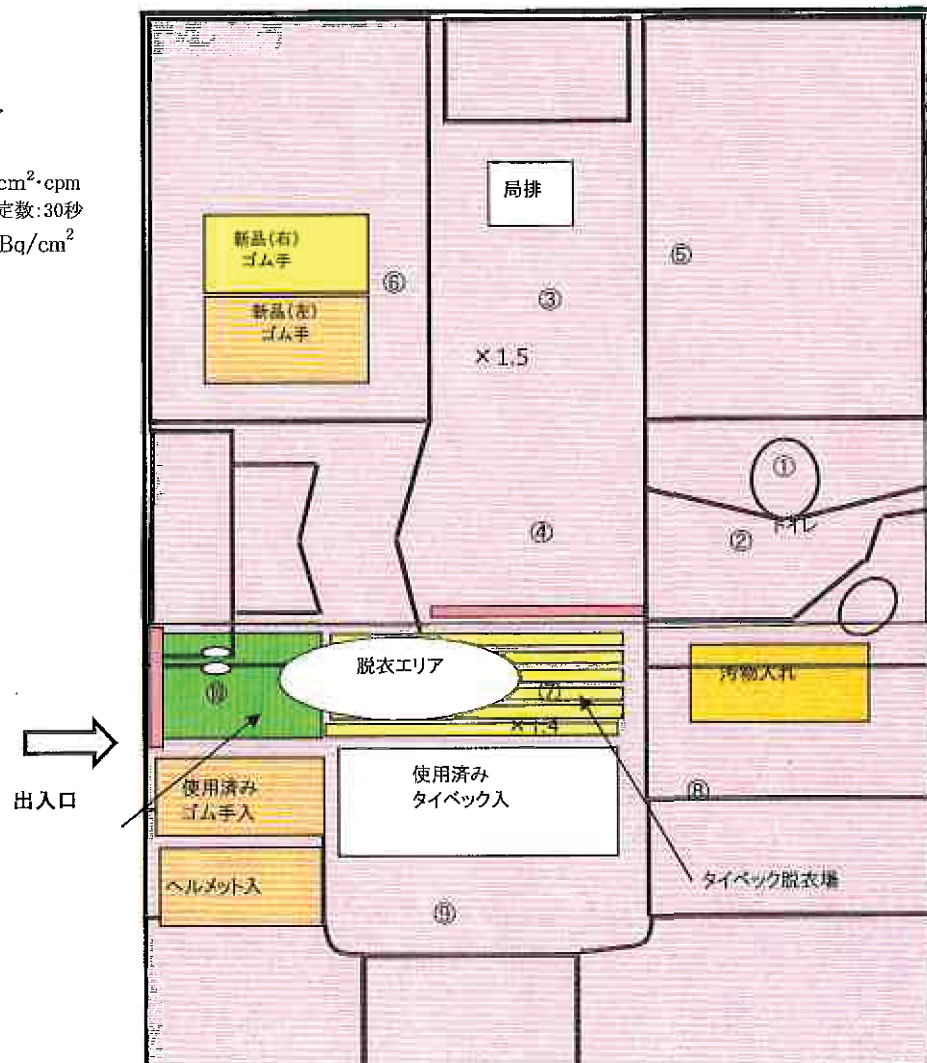 cm²･cpm
定数:30秒
Bq/cm²
局排
新品(右)
ゴム手
新品(左)
ゴム手
⑥
③
⑤
×1.5
①
トイレ
④
②
脱衣エリア
汚物入れ
⑩
(7)
×1.4
使用済み
タイベック入
使用済み
ゴム手入
⑧
出入口
ヘルメット入
タイベック脱衣場
⑨